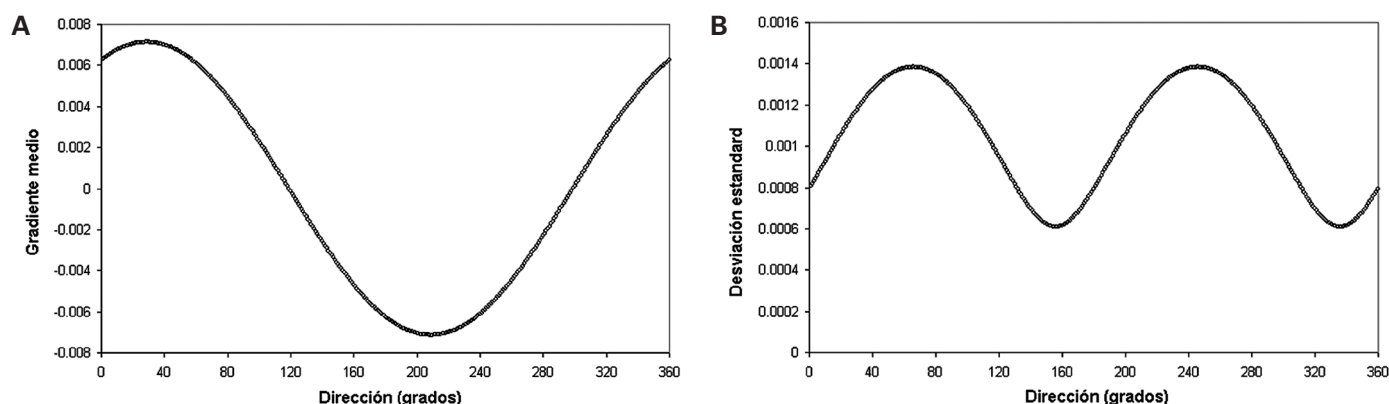 A
0.008
0.006
0.004
0.002
0
-0.002
-0.004
-0.006
-0.008
Gradiente medio
0 40 80 120 160 200 240 280 320 360
Dirección (grados)
B
0.0016
0.0014
0.0012
0.001
0.0008
0.0006
0.0004
0.0002
0
Desviación estandard
0 40 80 120 160 200 240 280 320 360
Dirección (grados)